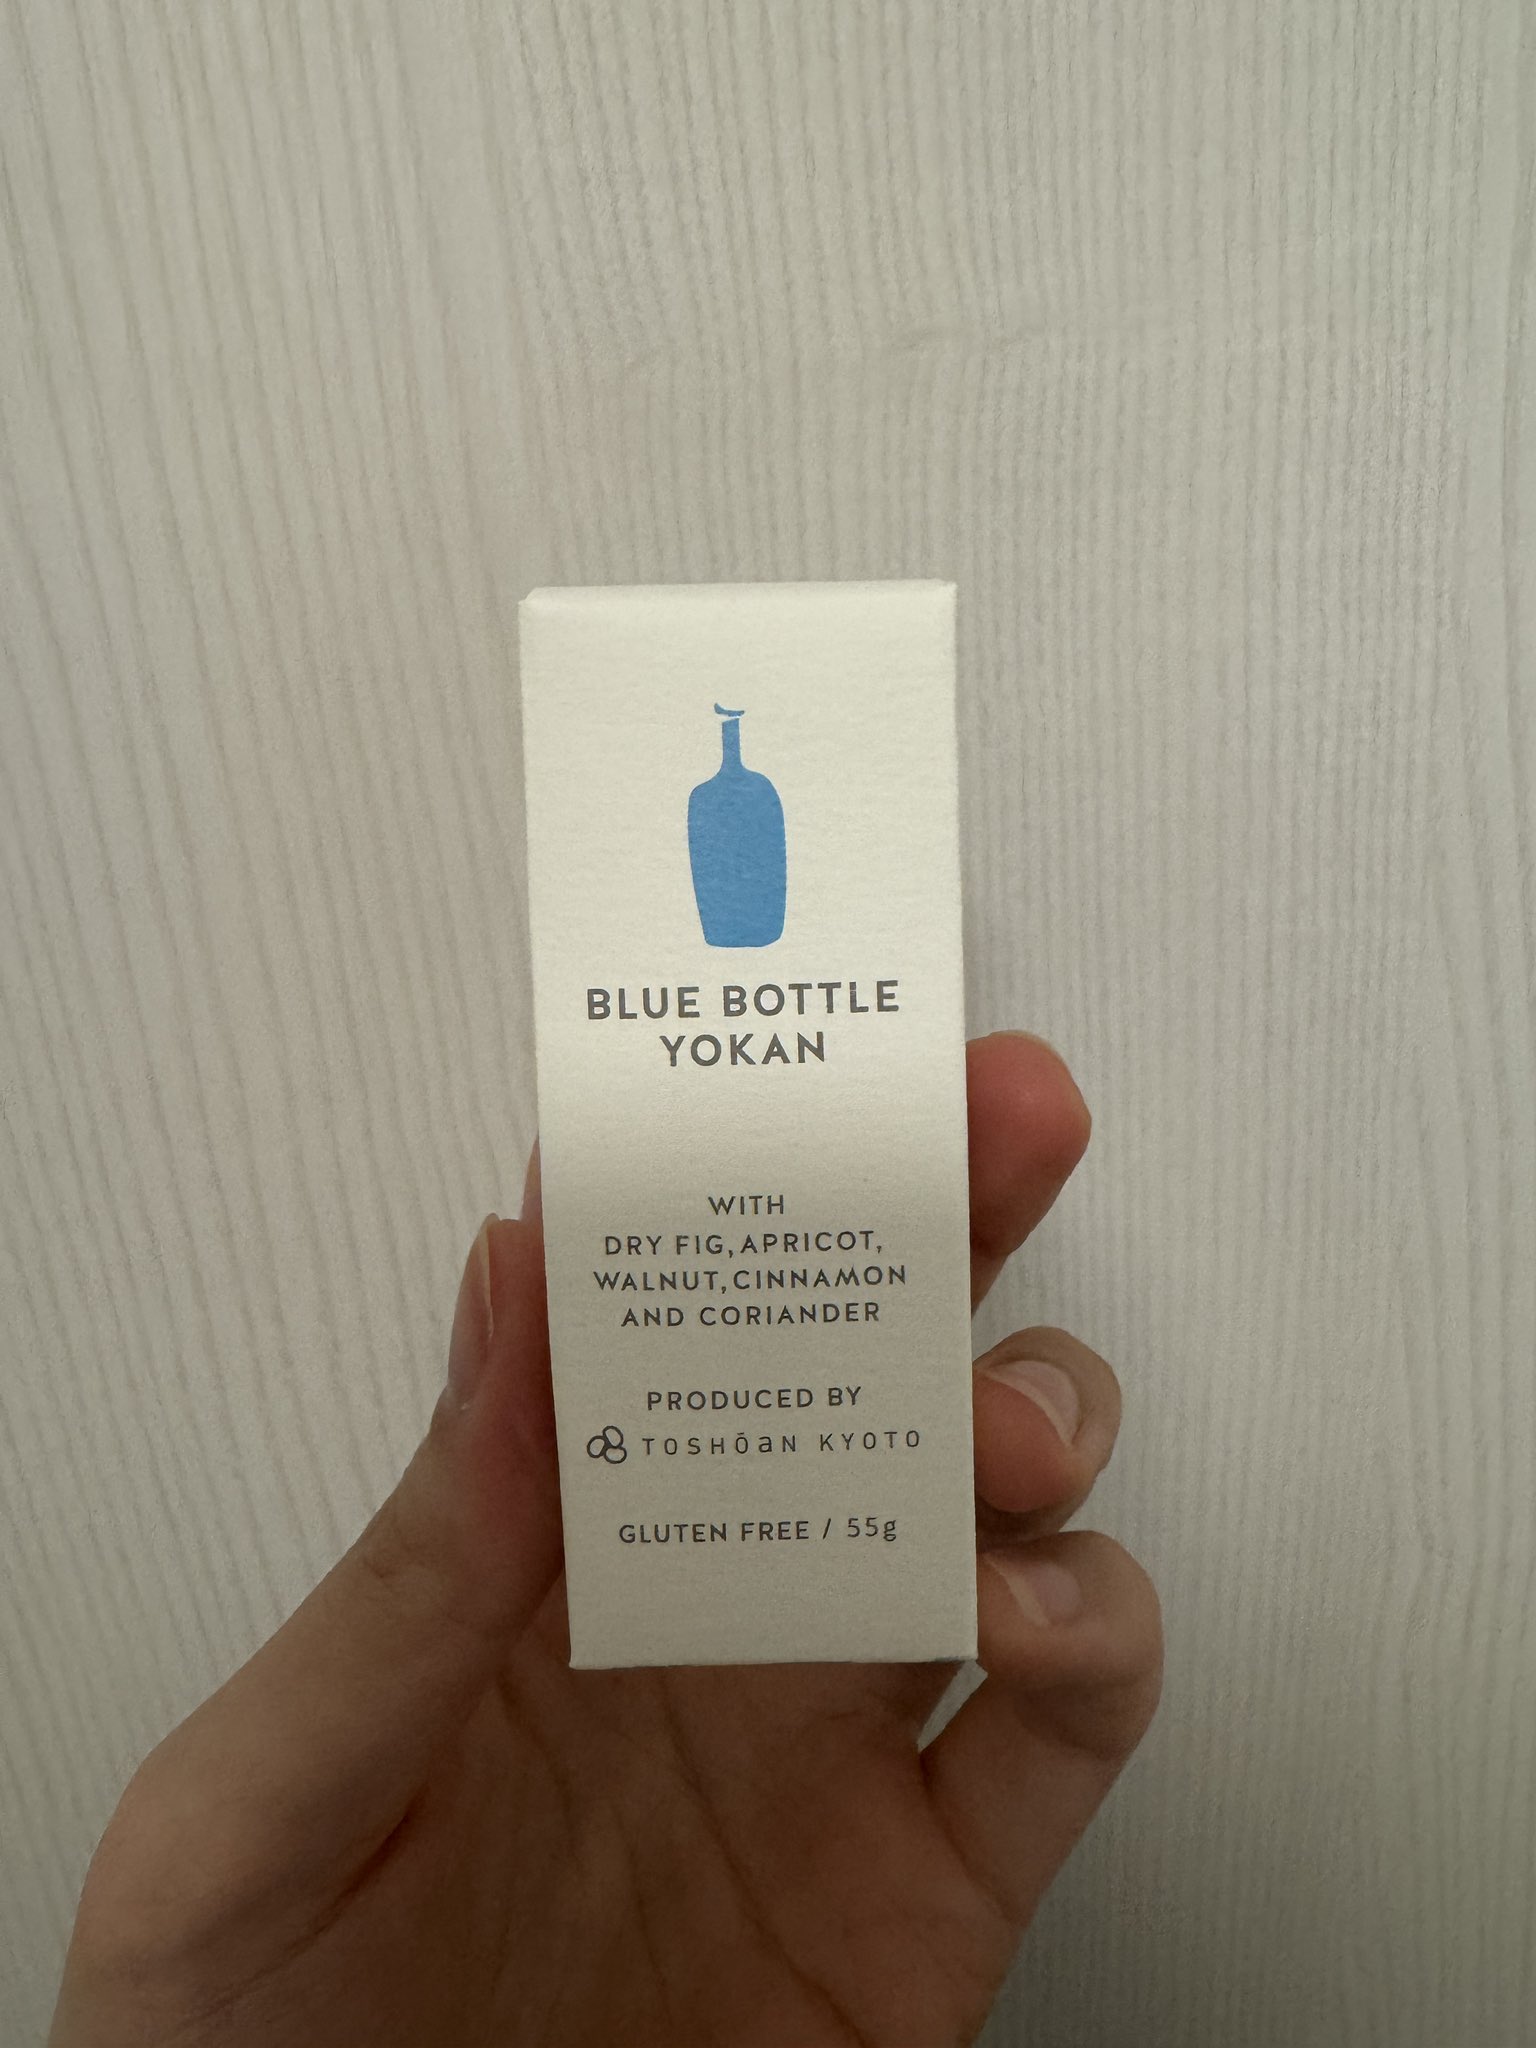 BLUE BOTTLE
YOKAN
WITH
DRY FIG, APRICOT,
WALNUT, CINNAMON
AND CORIANDER
PRODUCED BY
TOSHŌaN KYOTO
GLUTEN FREE / 55g